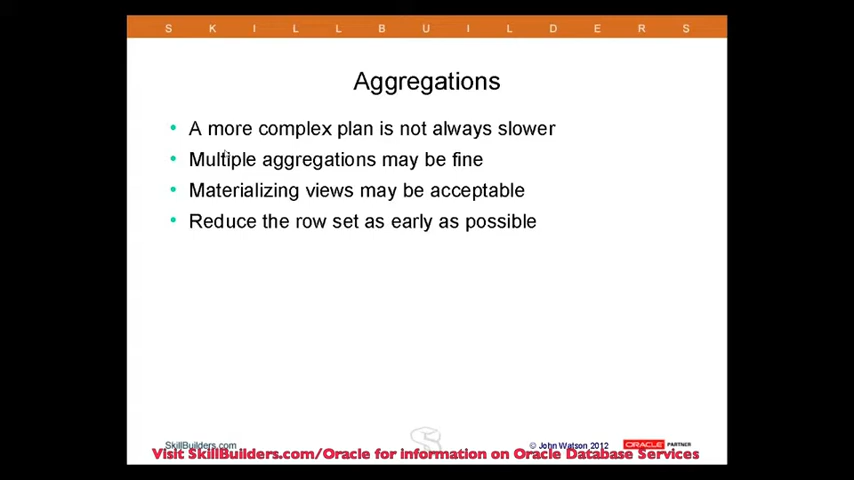 S K I L L B U I L D E R S
Aggregations
• A more complex plan is not always slower
• Multiple aggregations may be fine
• Materializing views may be acceptable
• Reduce the row set as early as possible
SkillBuilders.com © John Watson 2012 ORACLE PARTNER
Visit SkillBuilders.com/Oracle for information on Oracle Database Services